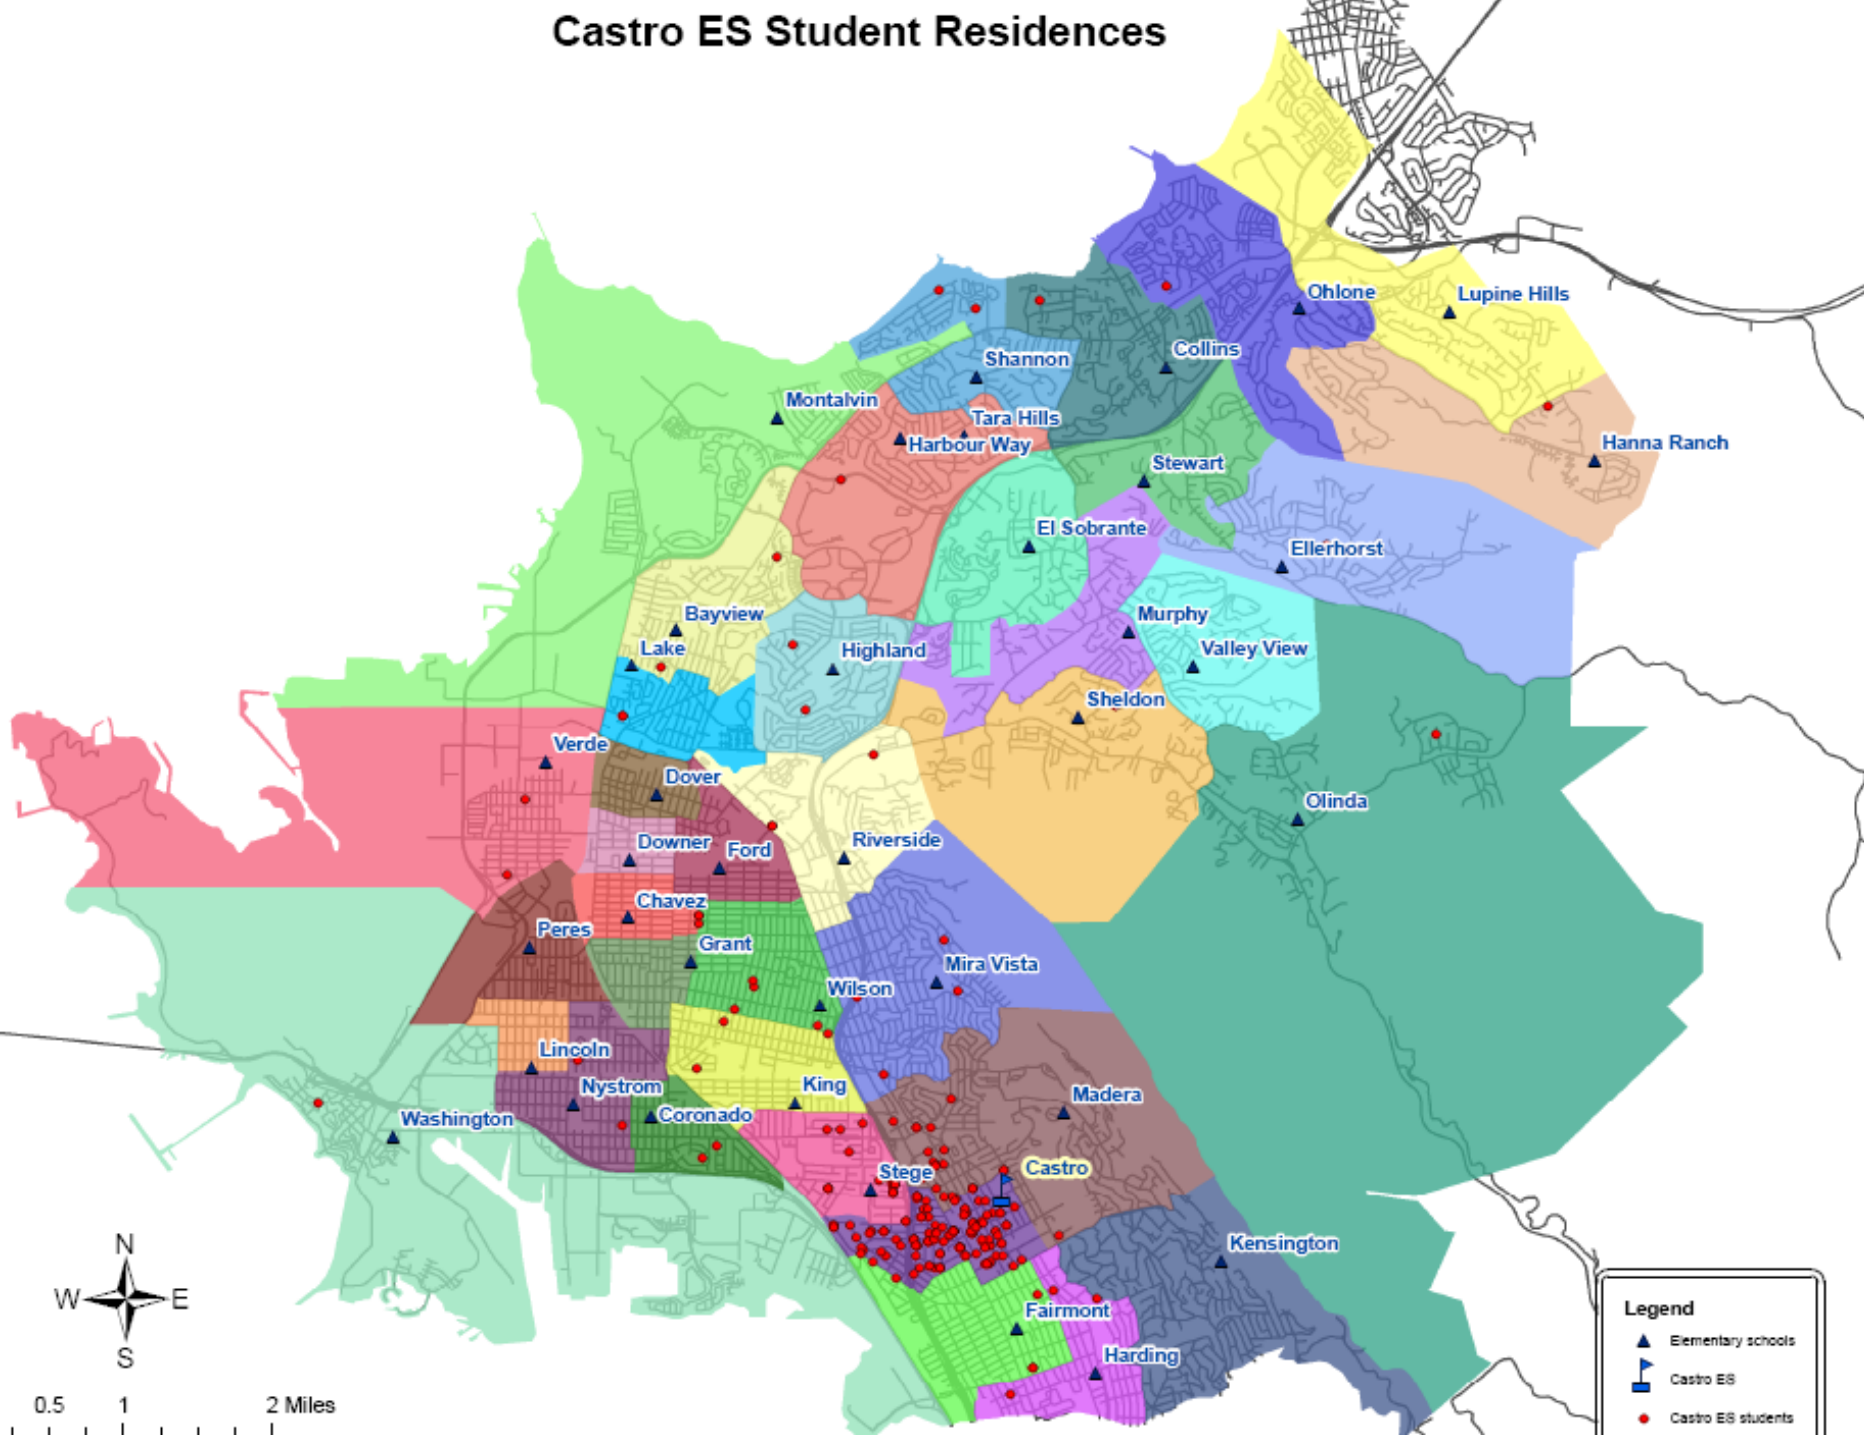 Castro ES Student Residences
Ohlone
Lupine Hills
Collins
Shannon
Montalvin
Tara Hills
Harbour Way
Hanna Ranch
Stewart
El Sobrante
Ellerhorst
Bayview
Murphy
Lake
Highland
Valley View
Sheldon
Verde
Dover
Olinda
Downer
Ford
Riverside
Chavez
Peres
Grant
Mira Vista
Wilson
Lincoln
Nystrom
King
Madera
Washington
Coronado
Castro
Stege
Kensington
N
W E
S
Fairmont
Harding
0.5 1 2 Miles
Legend
Elementary schools
Castro ES
Castro ES students